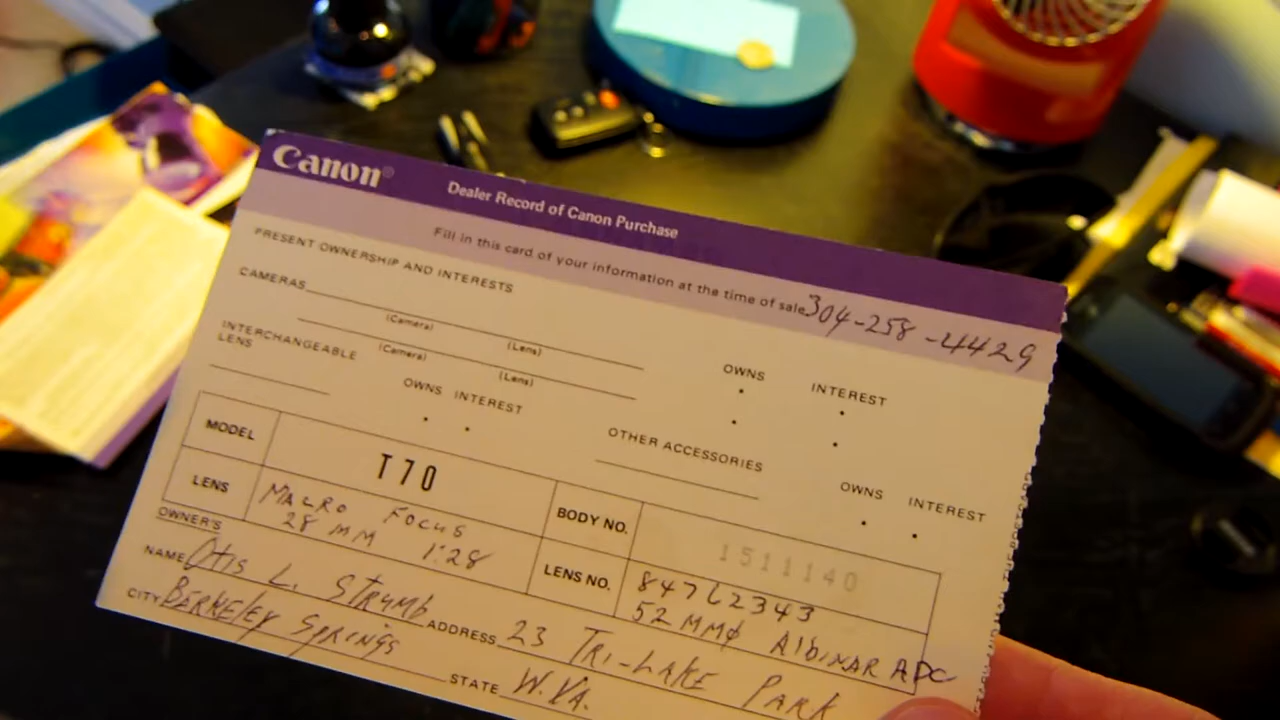 Canon®
Dealer Record of Canon Purchase
Fill in this card of your information at the time of sale 304-258-4429
PRESENT OWNERSHIP AND INTERESTS
CAMERAS
(Camera) (Lens)
(Camera) (Lens)
OWNS INTEREST
INTERCHANGEABLE
LENS
OWNS INTEREST
OTHER ACCESSORIES
OWNS INTEREST
MODEL T70 BODY NO. 1511140
LENS MACRO FOCUS
28 MM 1:28
LENS NO. 84762343
52 MMϕ AlbiNAR ADC
OWNER'S
NAME Otis L. Strumb ADDRESS 23 TRI-LAKE PARK
CITY BERKEleY SpriNgs STATE W.VA.